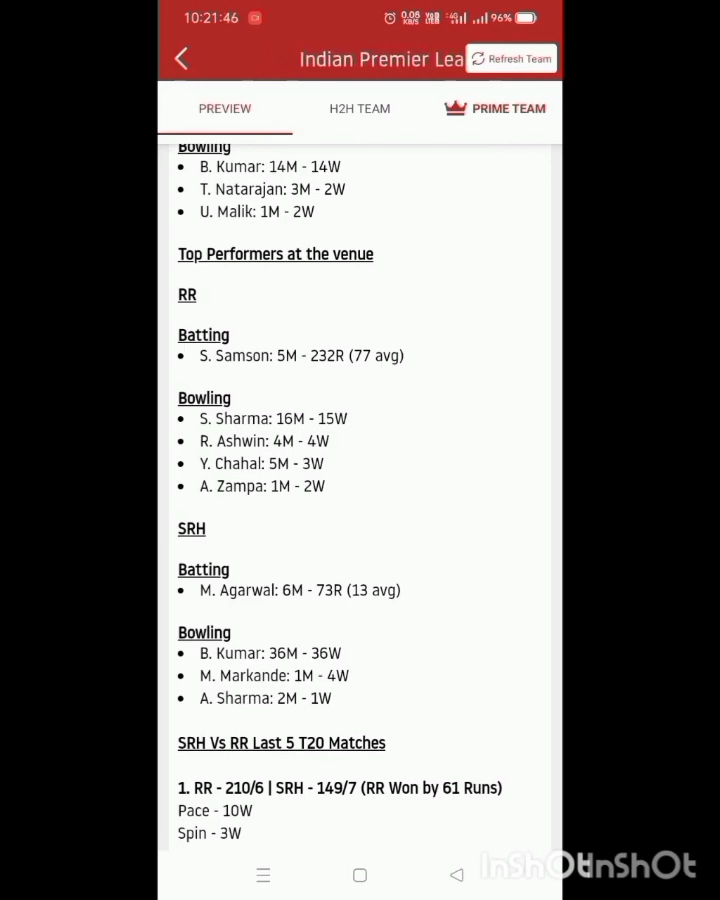 10:21:46
0.08 KB/S
96%
Indian Premier Lea
Refresh Team
PREVIEW
H2H TEAM
PRIME TEAM
Bowling
• B. Kumar: 14M - 14W
• T. Natarajan: 3M - 2W
• U. Malik: 1M - 2W
Top Performers at the venue
RR
Batting
• S. Samson: 5M - 232R (77 avg)
Bowling
• S. Sharma: 16M - 15W
• R. Ashwin: 4M - 4W
• Y. Chahal: 5M - 3W
• A. Zampa: 1M - 2W
SRH
Batting
• M. Agarwal: 6M - 73R (13 avg)
Bowling
• B. Kumar: 36M - 36W
• M. Markande: 1M - 4W
• A. Sharma: 2M - 1W
SRH Vs RR Last 5 T20 Matches
1. RR - 210/6 | SRH - 149/7 (RR Won by 61 Runs)
Pace - 10W
Spin - 3W
InShOt InShOt